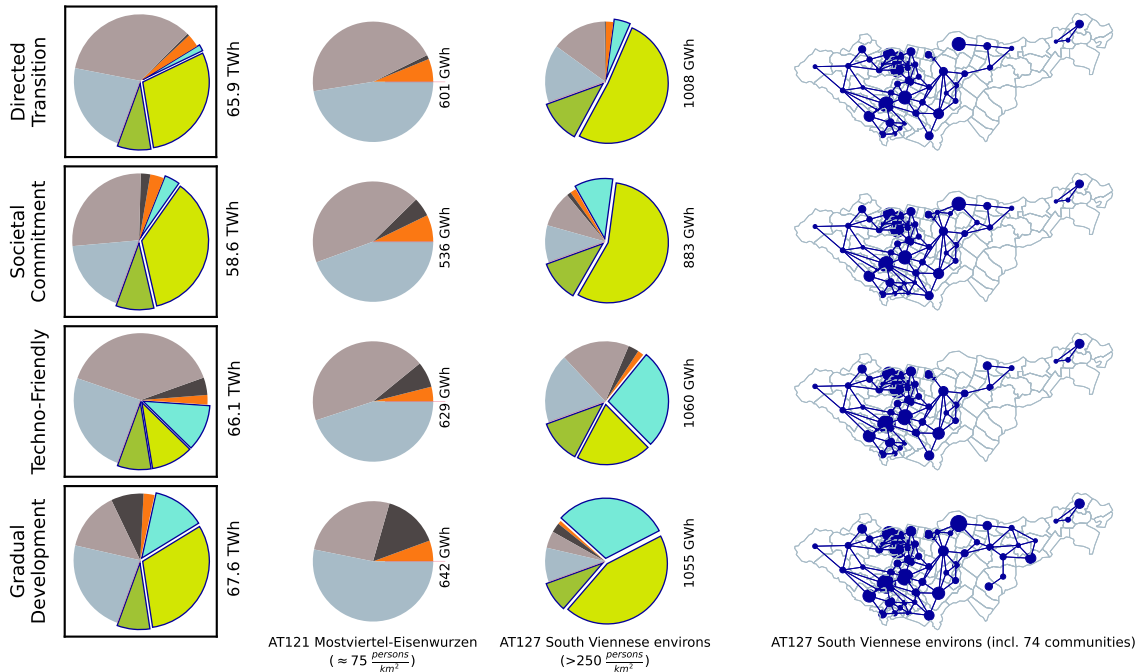 Directed
Transition
65.9 TWh
601 GWh
1008 GWh
Societal
Commitment
58.6 TWh
536 GWh
883 GWh
Techno-Friendly
66.1 TWh
629 GWh
1060 GWh
Gradual
Development
67.6 TWh
642 GWh
1055 GWh
AT121 Mostviertel-Eisenwurzen
(≈75 persons/km²)
AT127 South Viennese environs
(>250 persons/km²)
AT127 South Viennese environs (incl. 74 communities)